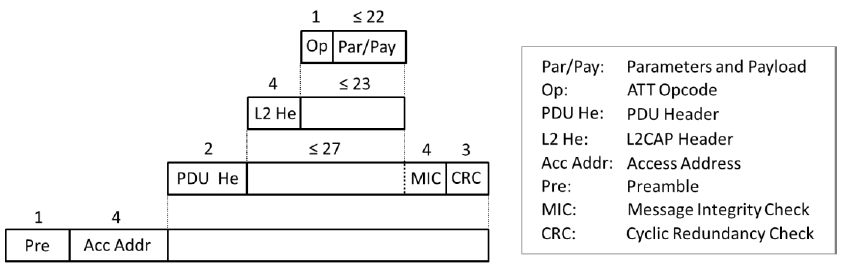 1 ≤ 22
Op Par/Pay
4 ≤ 23
L2 He
2 ≤ 27 4 3
PDU He MIC CRC
1 4
Pre Acc Addr
Par/Pay: Parameters and Payload
Op: ATT Opcode
PDU He: PDU Header
L2 He: L2CAP Header
Acc Addr: Access Address
Pre: Preamble
MIC: Message Integrity Check
CRC: Cyclic Redundancy Check